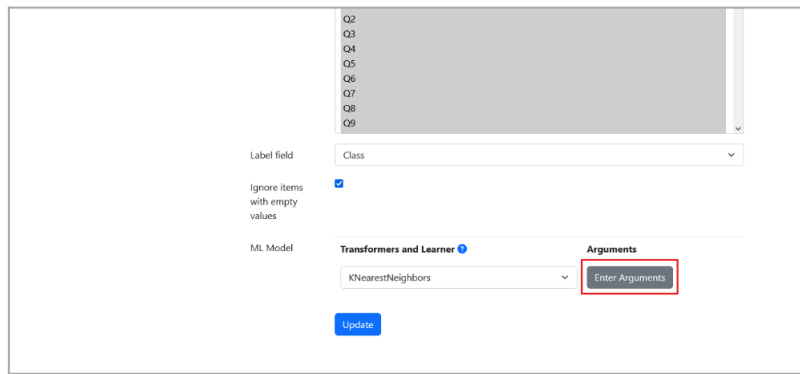 Q2
Q3
Q4
Q5
Q6
Q7
Q8
Q9
Label field
Class
Ignore items
with empty
values
ML Model
Transformers and Learner ?
Arguments
KNearestNeighbors
Enter Arguments
Update